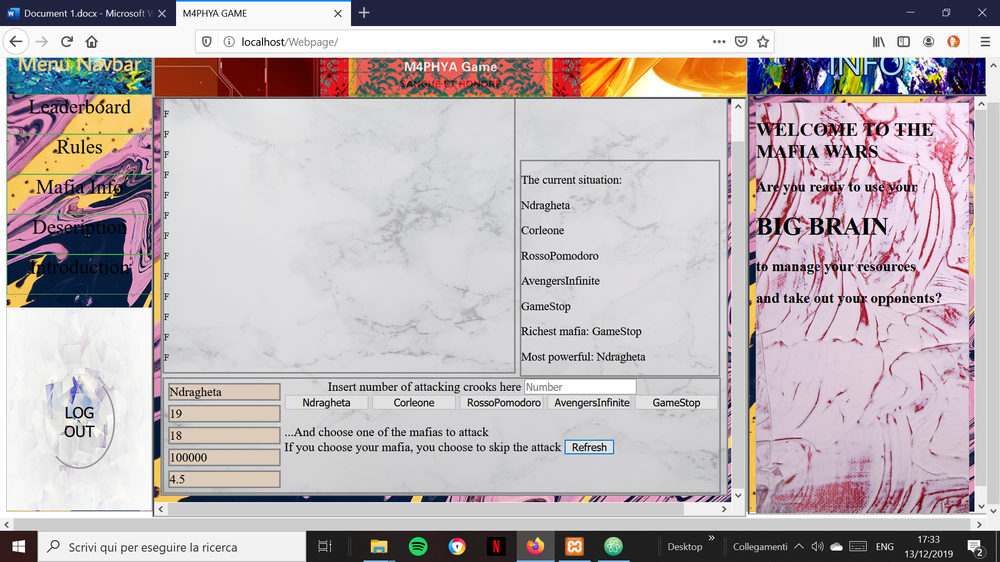 Document 1.docx - Microsoft W
M4PHYA GAME
localhost/Webpage/
Menu Navbar
M4PHYA Game
SANGUE ET HONORE
INFO
Leaderboard
Rules
Mafia Info
Description
Introduction
LOG
OUT
F
F
F
F
F
F
F
F
F
F
F
F
F
The current situation:
Ndragheta
Corleone
RossoPomodoro
AvengersInfinite
GameStop
Richest mafia: GameStop
Most powerful: Ndragheta
Ndragheta
19
18
100000
4.5
Insert number of attacking crooks here Number
Ndragheta Corleone RossoPomodoro AvengersInfinite GameStop
...And choose one of the mafias to attack
If you choose your mafia, you choose to skip the attack Refresh
WELCOME TO THE
MAFIA WARS
Are you ready to use your
BIG BRAIN
to manage your resources
and take out your opponents?
Scrivi qui per eseguire la ricerca
Desktop
Collegamenti
ENG
17:33
13/12/2019
2